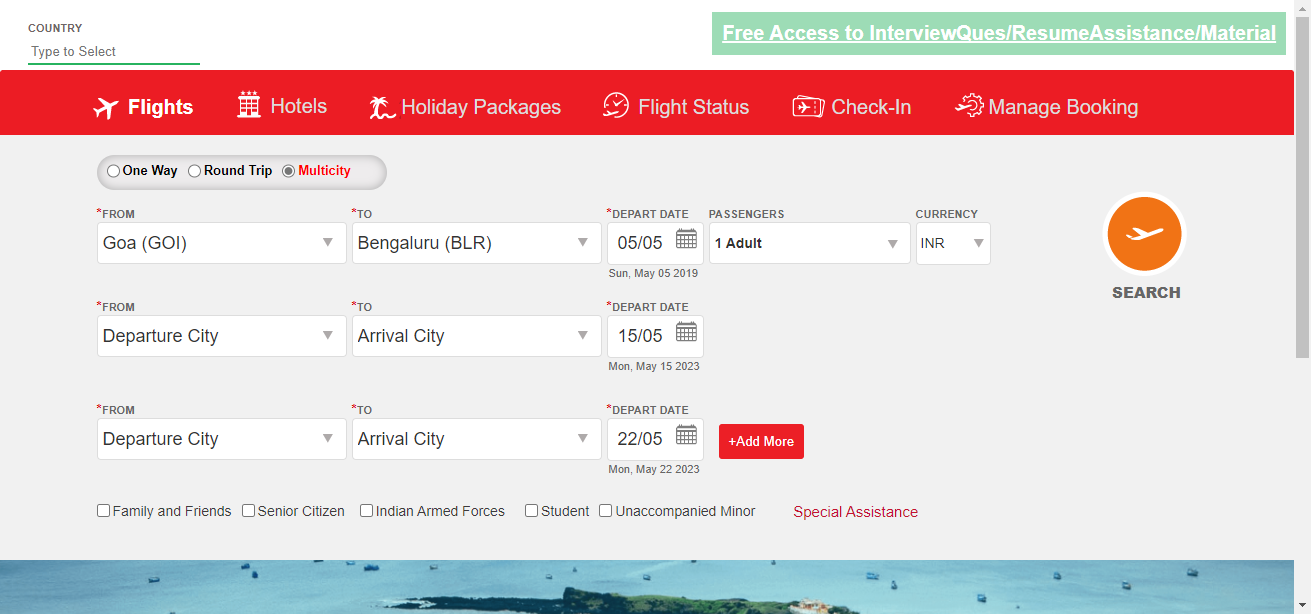 COUNTRY
Type to Select
Free Access to InterviewQues/ResumeAssistance/Material
Flights Hotels Holiday Packages Flight Status Check-In Manage Booking
One Way Round Trip Multicity
*FROM *TO *DEPART DATE PASSENGERS CURRENCY
Goa (GOI) Bengaluru (BLR) 05/05 1 Adult INR
Sun, May 05 2019
SEARCH
*FROM *TO *DEPART DATE
Departure City Arrival City 15/05
Mon, May 15 2023
*FROM *TO *DEPART DATE
Departure City Arrival City 22/05 +Add More
Mon, May 22 2023
Family and Friends Senior Citizen Indian Armed Forces Student Unaccompanied Minor Special Assistance